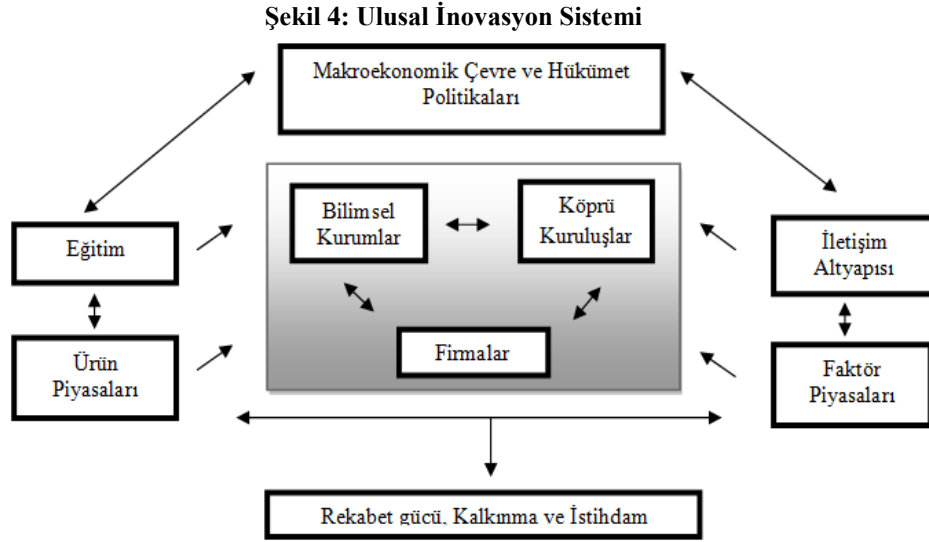 Şekil 4: Ulusal İnovasyon Sistemi
Makroekonomik Çevre ve Hükümet
Politikaları
Bilimsel
Kurumlar
Köprü
Kuruluşlar
Eğitim
İletişim
Altyapısı
Firmalar
Ürün
Piyasaları
Faktör
Piyasaları
Rekabet gücü, Kalkınma ve İstihdam